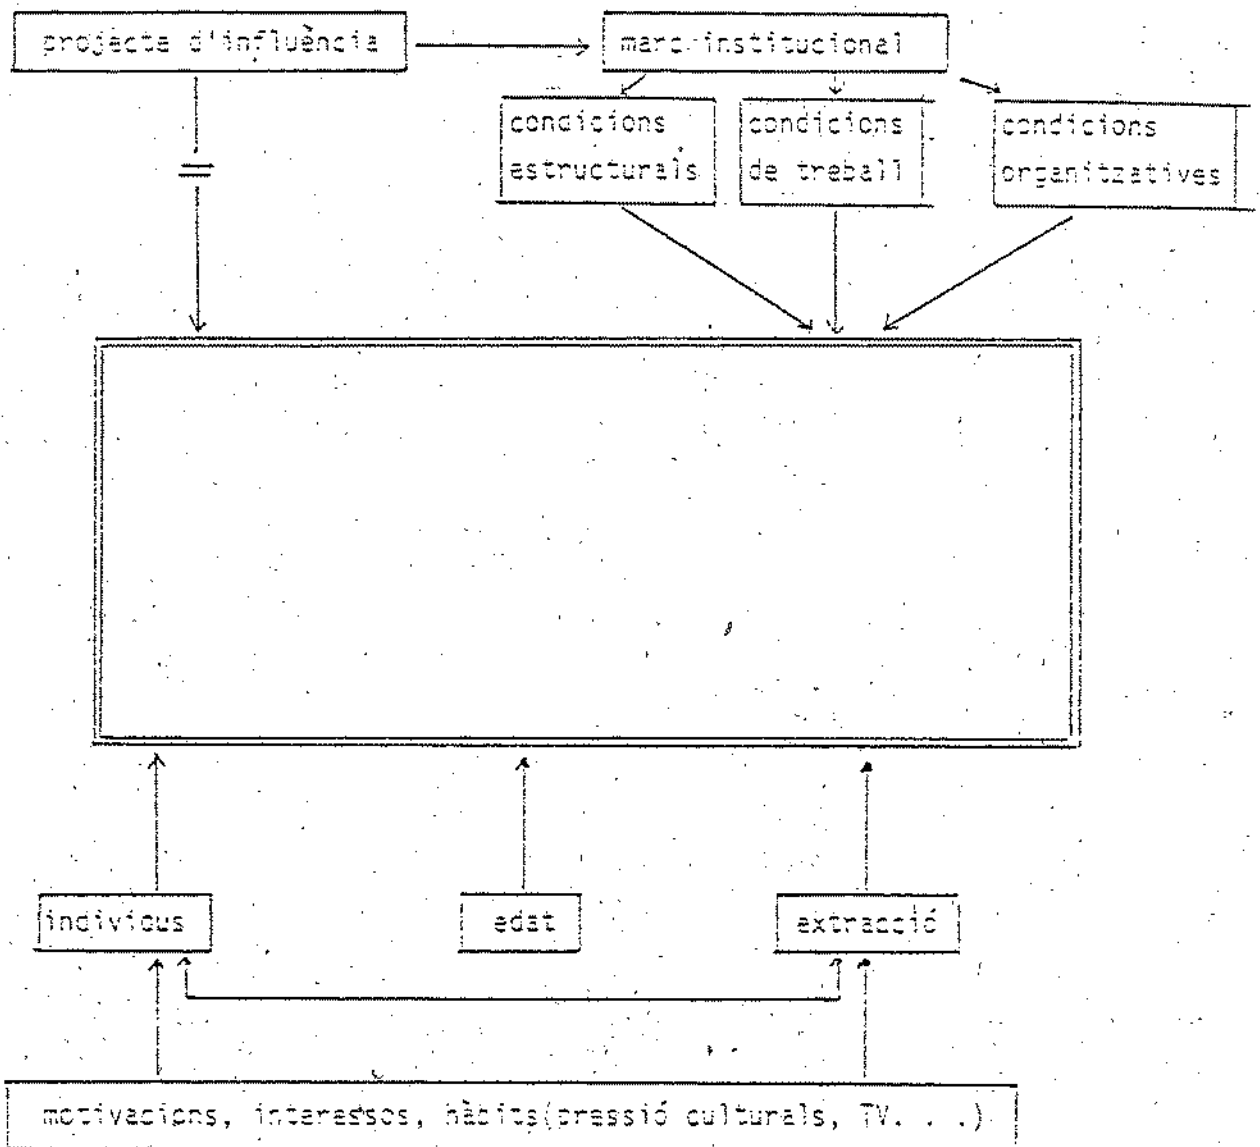 projecte d'influència
marc institucional
condicions
estructurals
condicions
de treball
condicions
organitzatives
individus
edat
extracció
motivacions, interessos, hàbits(pressió culturals, TV. . .)